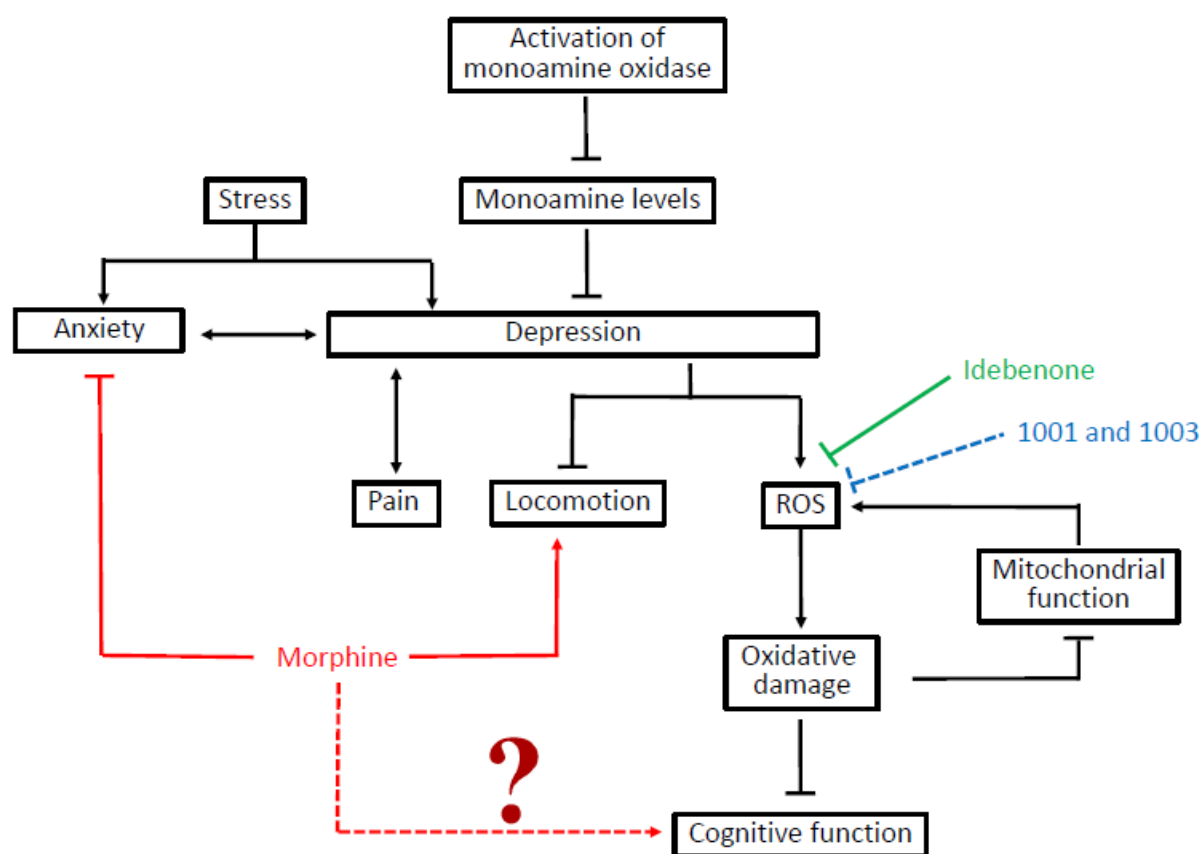 Activation of
monoamine oxidase
Stress
Monoamine levels
Anxiety
Depression
Idebenone
1001 and 1003
Pain
Locomotion
ROS
Mitochondrial
function
Morphine
Oxidative
damage
?
Cognitive function